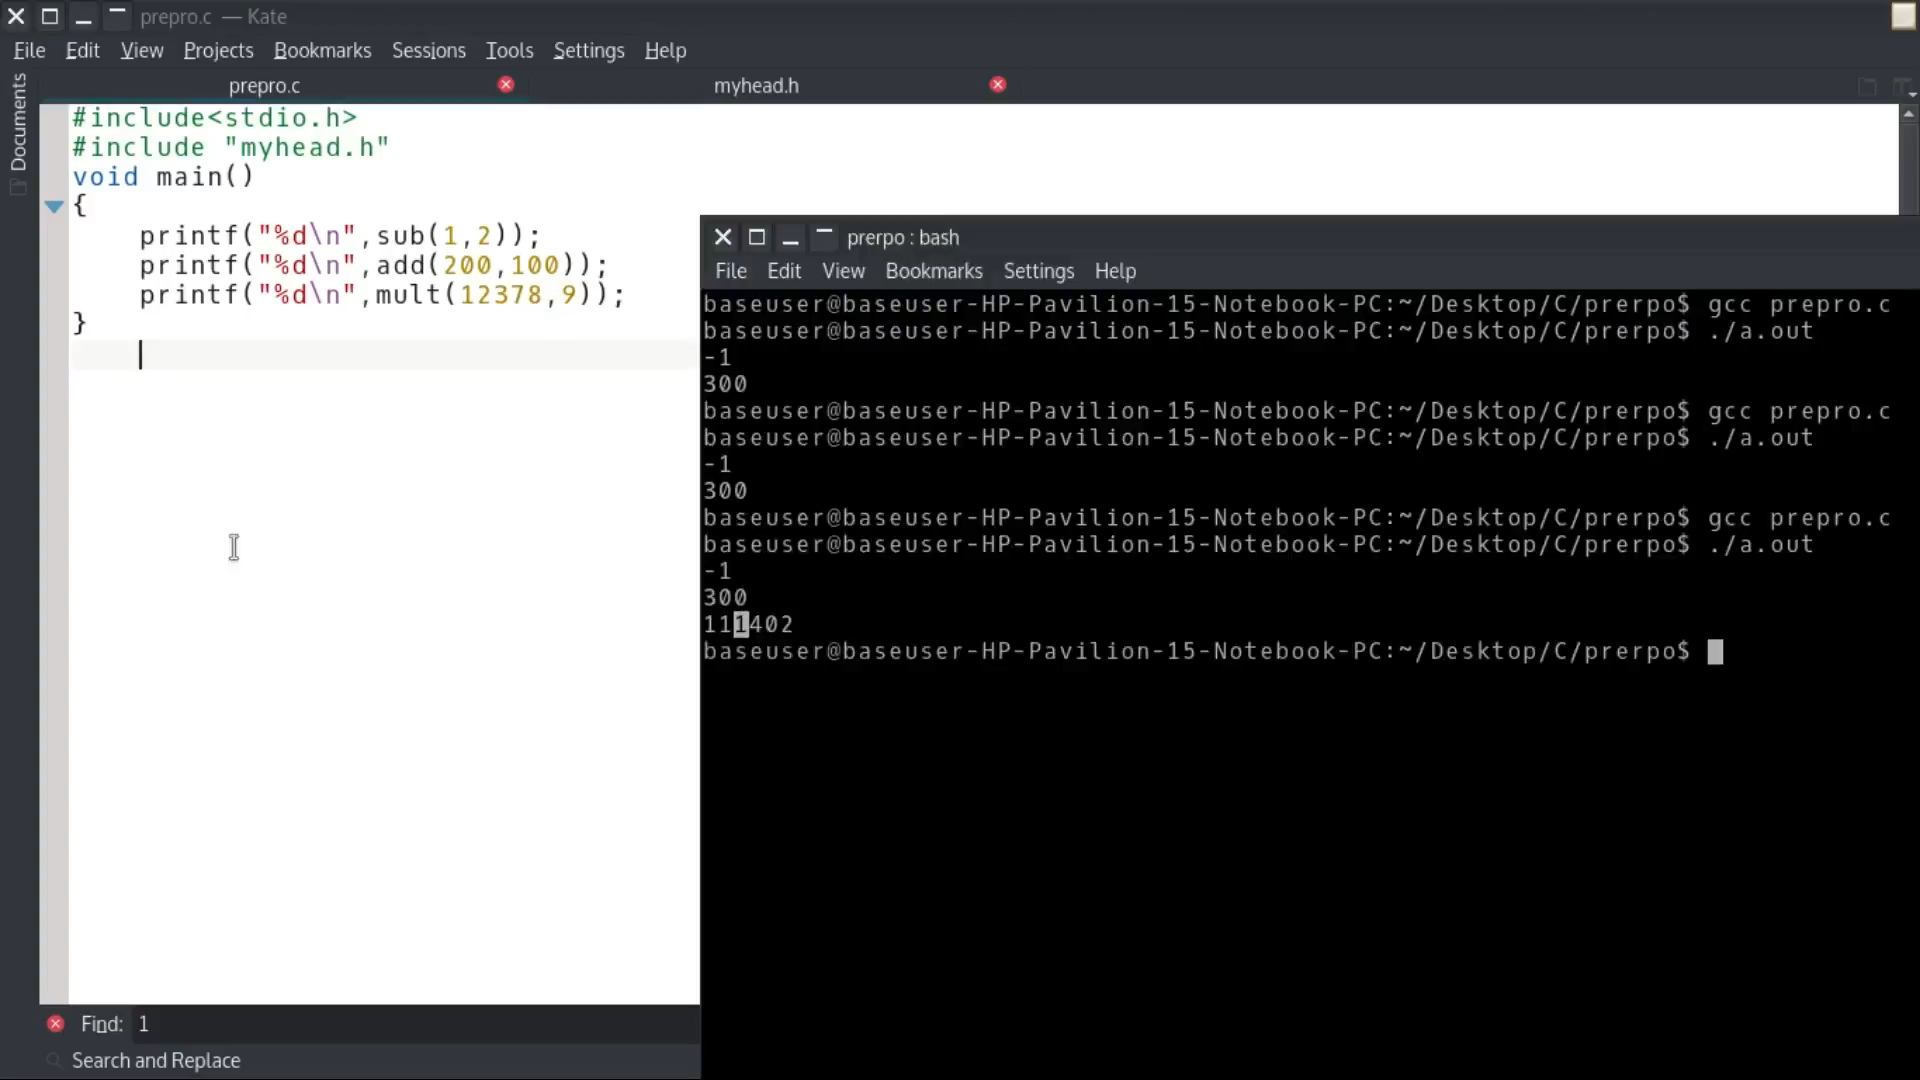 prepro.c — Kate
File Edit View Projects Bookmarks Sessions Tools Settings Help
Documents
prepro.c
myhead.h
#include<stdio.h>
#include "myhead.h"
void main()
{
printf("%d\n",sub(1,2));
printf("%d\n",add(200,100));
printf("%d\n",mult(12378,9));
}
Find: 1
Search and Replace
prerpo : bash
File Edit View Bookmarks Settings Help
baseuser@baseuser-HP-Pavilion-15-Notebook-PC:~/Desktop/C/prerpo$ gcc prepro.c
baseuser@baseuser-HP-Pavilion-15-Notebook-PC:~/Desktop/C/prerpo$ ./a.out
-1
300
baseuser@baseuser-HP-Pavilion-15-Notebook-PC:~/Desktop/C/prerpo$ gcc prepro.c
baseuser@baseuser-HP-Pavilion-15-Notebook-PC:~/Desktop/C/prerpo$ ./a.out
-1
300
baseuser@baseuser-HP-Pavilion-15-Notebook-PC:~/Desktop/C/prerpo$ gcc prepro.c
baseuser@baseuser-HP-Pavilion-15-Notebook-PC:~/Desktop/C/prerpo$ ./a.out
-1
300
111402
baseuser@baseuser-HP-Pavilion-15-Notebook-PC:~/Desktop/C/prerpo$